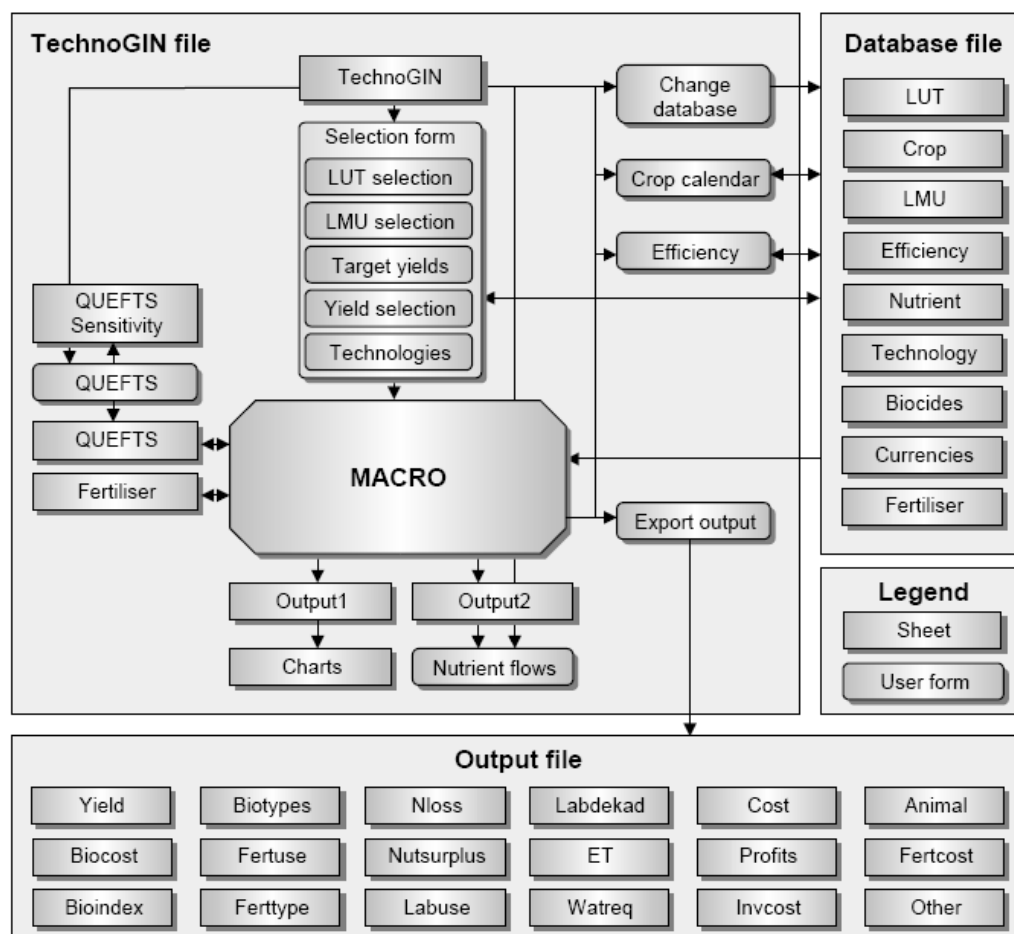 TechnoGIN file
TechnoGIN
Selection form
LUT selection
LMU selection
Target yields
Yield selection
Technologies
Change
database
Crop calendar
Efficiency
QUEFTS
Sensitivity
QUEFTS
QUEFTS
Fertiliser
MACRO
Export output
Output1
Output2
Charts
Nutrient flows
Database file
LUT
Crop
LMU
Efficiency
Nutrient
Technology
Biocides
Currencies
Fertiliser
Legend
Sheet
User form
Output file
Yield
Biotypes
Nloss
Labdekad
Cost
Animal
Biocost
Fertuse
Nutsurplus
ET
Profits
Fertcost
Bioindex
Ferttype
Labuse
Watreq
Invcost
Other